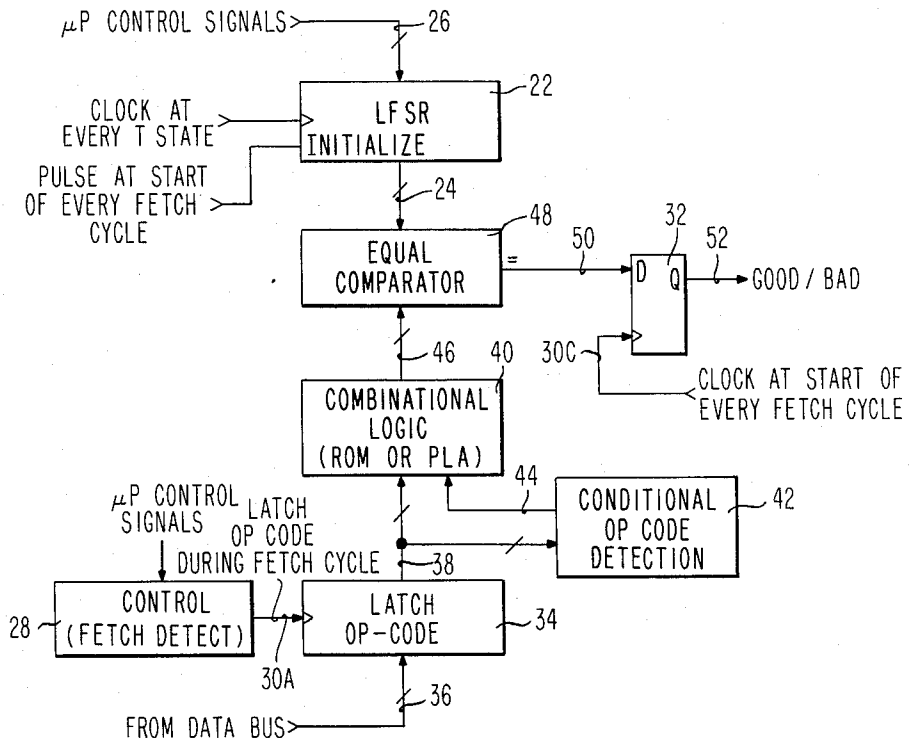 μP CONTROL SIGNALS
26
22
LFSR
INITIALIZE
CLOCK AT
EVERY T STATE
PULSE AT START
OF EVERY FETCH
CYCLE
24
48
EQUAL
COMPARATOR
=
50
32
D Q
52
GOOD / BAD
30C
CLOCK AT START OF
EVERY FETCH CYCLE
46
40
COMBINATIONAL
LOGIC
(ROM OR PLA)
44
CONDITIONAL
OP CODE
DETECTION
42
μP CONTROL
SIGNALS
LATCH
OP CODE
DURING FETCH CYCLE
38
28
CONTROL
(FETCH DETECT)
30A
LATCH
OP-CODE
34
36
FROM DATA BUS